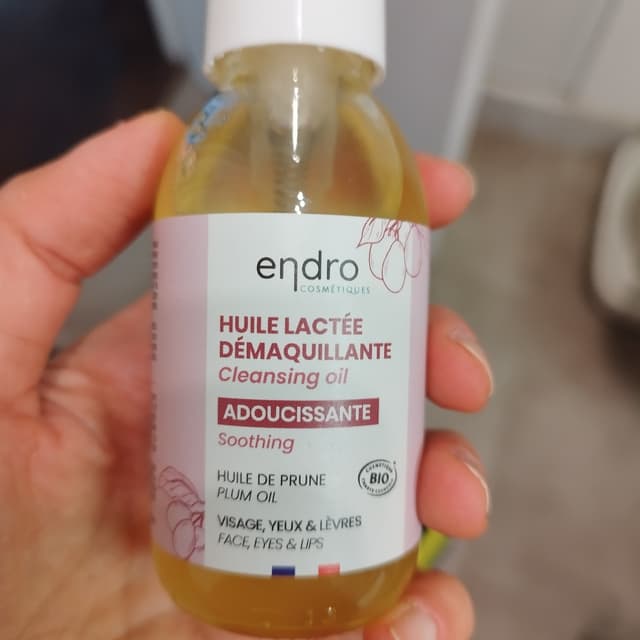 endro
COSMÉTIQUES
HUILE LACTÉE
DÉMAQUILLANTE
Cleansing oil
ADOUCISSANTE
Soothing
HUILE DE PRUNE
PLUM OIL
BIO
VISAGE, YEUX & LÈVRES
FACE, EYES & LIPS